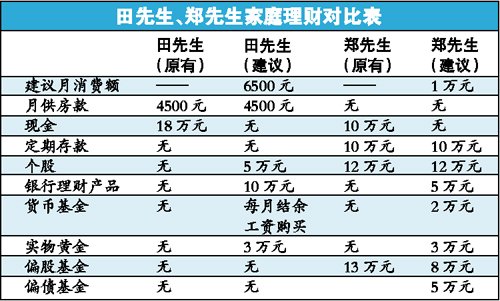 田先生、郑先生家庭理财对比表
田先生 田先生 郑先生 郑先生
（原有） （建议） （原有） （建议）
建议月消费额 —— 6500元 —— 1万元
月供房款 4500元 4500元 无 无
现金 18万元 无 10万元 无
定期存款 无 无 10万元 10万元
个股 无 5万元 12万元 12万元
银行理财产品 无 10万元 无 5万元
货币基金 无 每月结余 无 2万元
工资购买
实物黄金 无 3万元 无 3万元
偏股基金 无 无 13万元 8万元
偏债基金 无 无 5万元